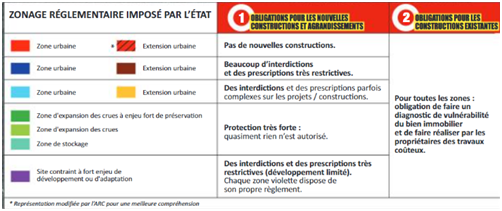 ZONAGE RÉGLEMENTAIRE IMPOSÉ PAR L'ÉTAT
1 OBLIGATIONS POUR LES NOUVELLES
CONSTRUCTIONS ET AGRANDISSEMENTS
2 OBLIGATIONS POUR LES
CONSTRUCTIONS EXISTANTES
Zone urbaine
* Extension urbaine
Pas de nouvelles constructions.
Zone urbaine
Extension urbaine
Beaucoup d'interdictions
et des prescriptions très restrictives.
Zone urbaine
Extension urbaine
Des interdictions et des prescriptions parfois
complexes sur les projets / constructions.
Zone d'expansion des crues à enjeu fort de préservation
Zone d'expansion des crues
Zone de stockage
Protection très forte :
quasiment rien n'est autorisé.
Site contraint à fort enjeu de
développement ou d'adaptation
Des interdictions et des prescriptions très
restrictives (développement limité).
Chaque zone violette dispose de
son propre règlement.
Pour toutes les zones :
obligation de faire un
diagnostic de vulnérabilité
du bien immobilier
et de faire réaliser par les
propriétaires des travaux
coûteux.
* Représentation modifiée par l'ARC pour une meilleure compréhension